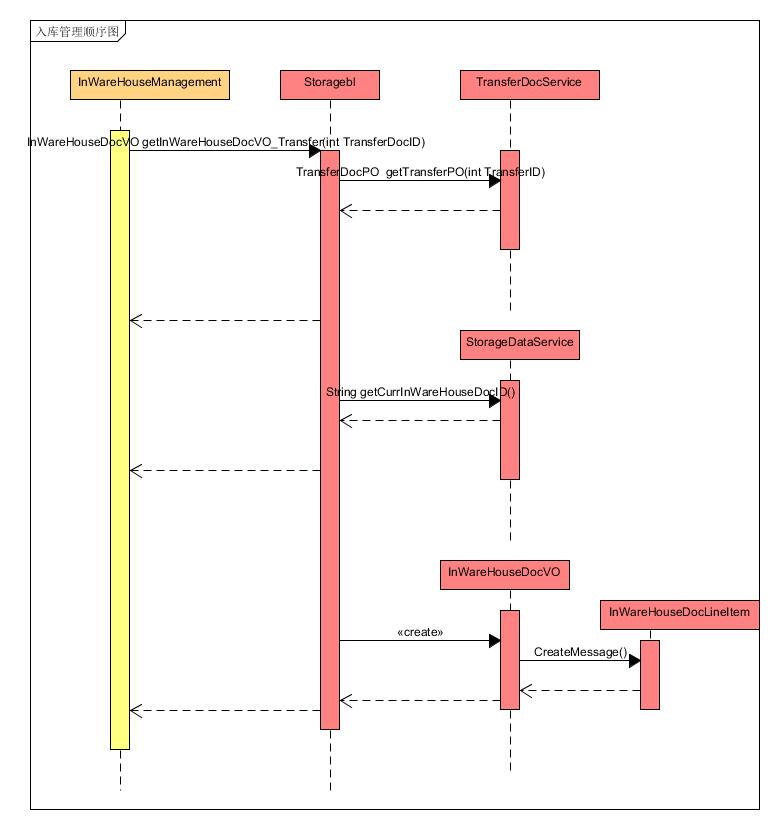 入库管理顺序图
InWareHouseManagement
Storagebl
TransferDocService
InWareHouseDocVO getInWareHouseDocVO_Transfer(int TransferDocID)
TransferDocPO getTransferPO(int TransferID)
StorageDataService
String getCurrInWareHouseDocID()
InWareHouseDocVO
InWareHouseDocLineItem
«create»
CreateMessage()